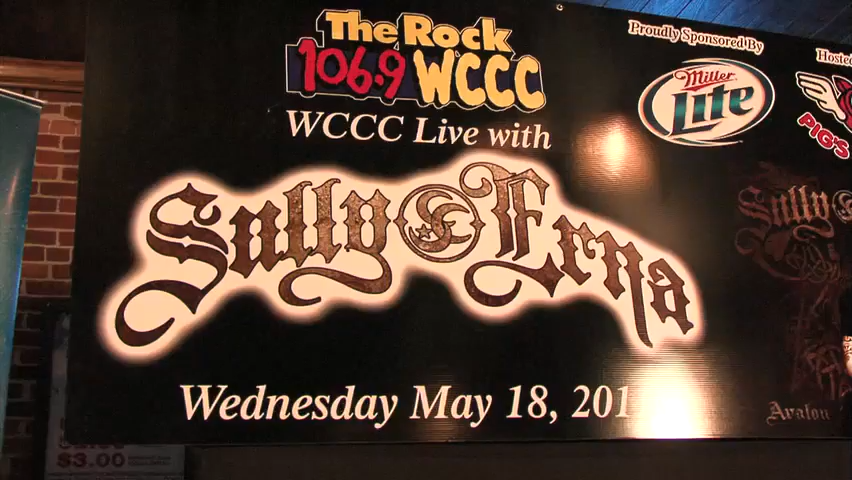 The Rock
106.9 WCCC
WCCC Live with
Sully Erna
Wednesday May 18, 201
Proudly Sponsored By
Miller
Lite
Hosted
PIG'S
Sully
Avalon
$3.00